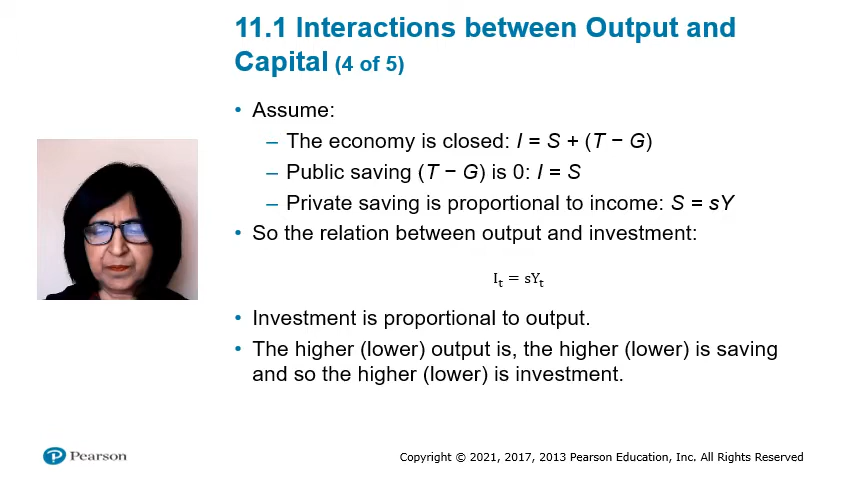 11.1 Interactions between Output and
Capital (4 of 5)
• Assume:
– The economy is closed: I = S + (T − G)
– Public saving (T − G) is 0: I = S
– Private saving is proportional to income: S = sY
• So the relation between output and investment:
Iₜ = sYₜ
• Investment is proportional to output.
• The higher (lower) output is, the higher (lower) is saving
and so the higher (lower) is investment.
P Pearson
Copyright © 2021, 2017, 2013 Pearson Education, Inc. All Rights Reserved